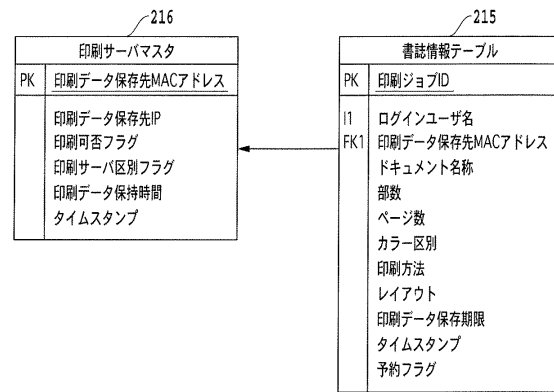 216
印刷サーバマスタ
PK 印刷データ保存先MACアドレス
印刷データ保存先IP
印刷可否フラグ
印刷サーバ区別フラグ
印刷データ保持時間
タイムスタンプ
215
書誌情報テーブル
PK 印刷ジョブID
I1 ログインユーザ名
FK1 印刷データ保存先MACアドレス
ドキュメント名称
部数
ページ数
カラー区別
印刷方法
レイアウト
印刷データ保存期限
タイムスタンプ
予約フラグ